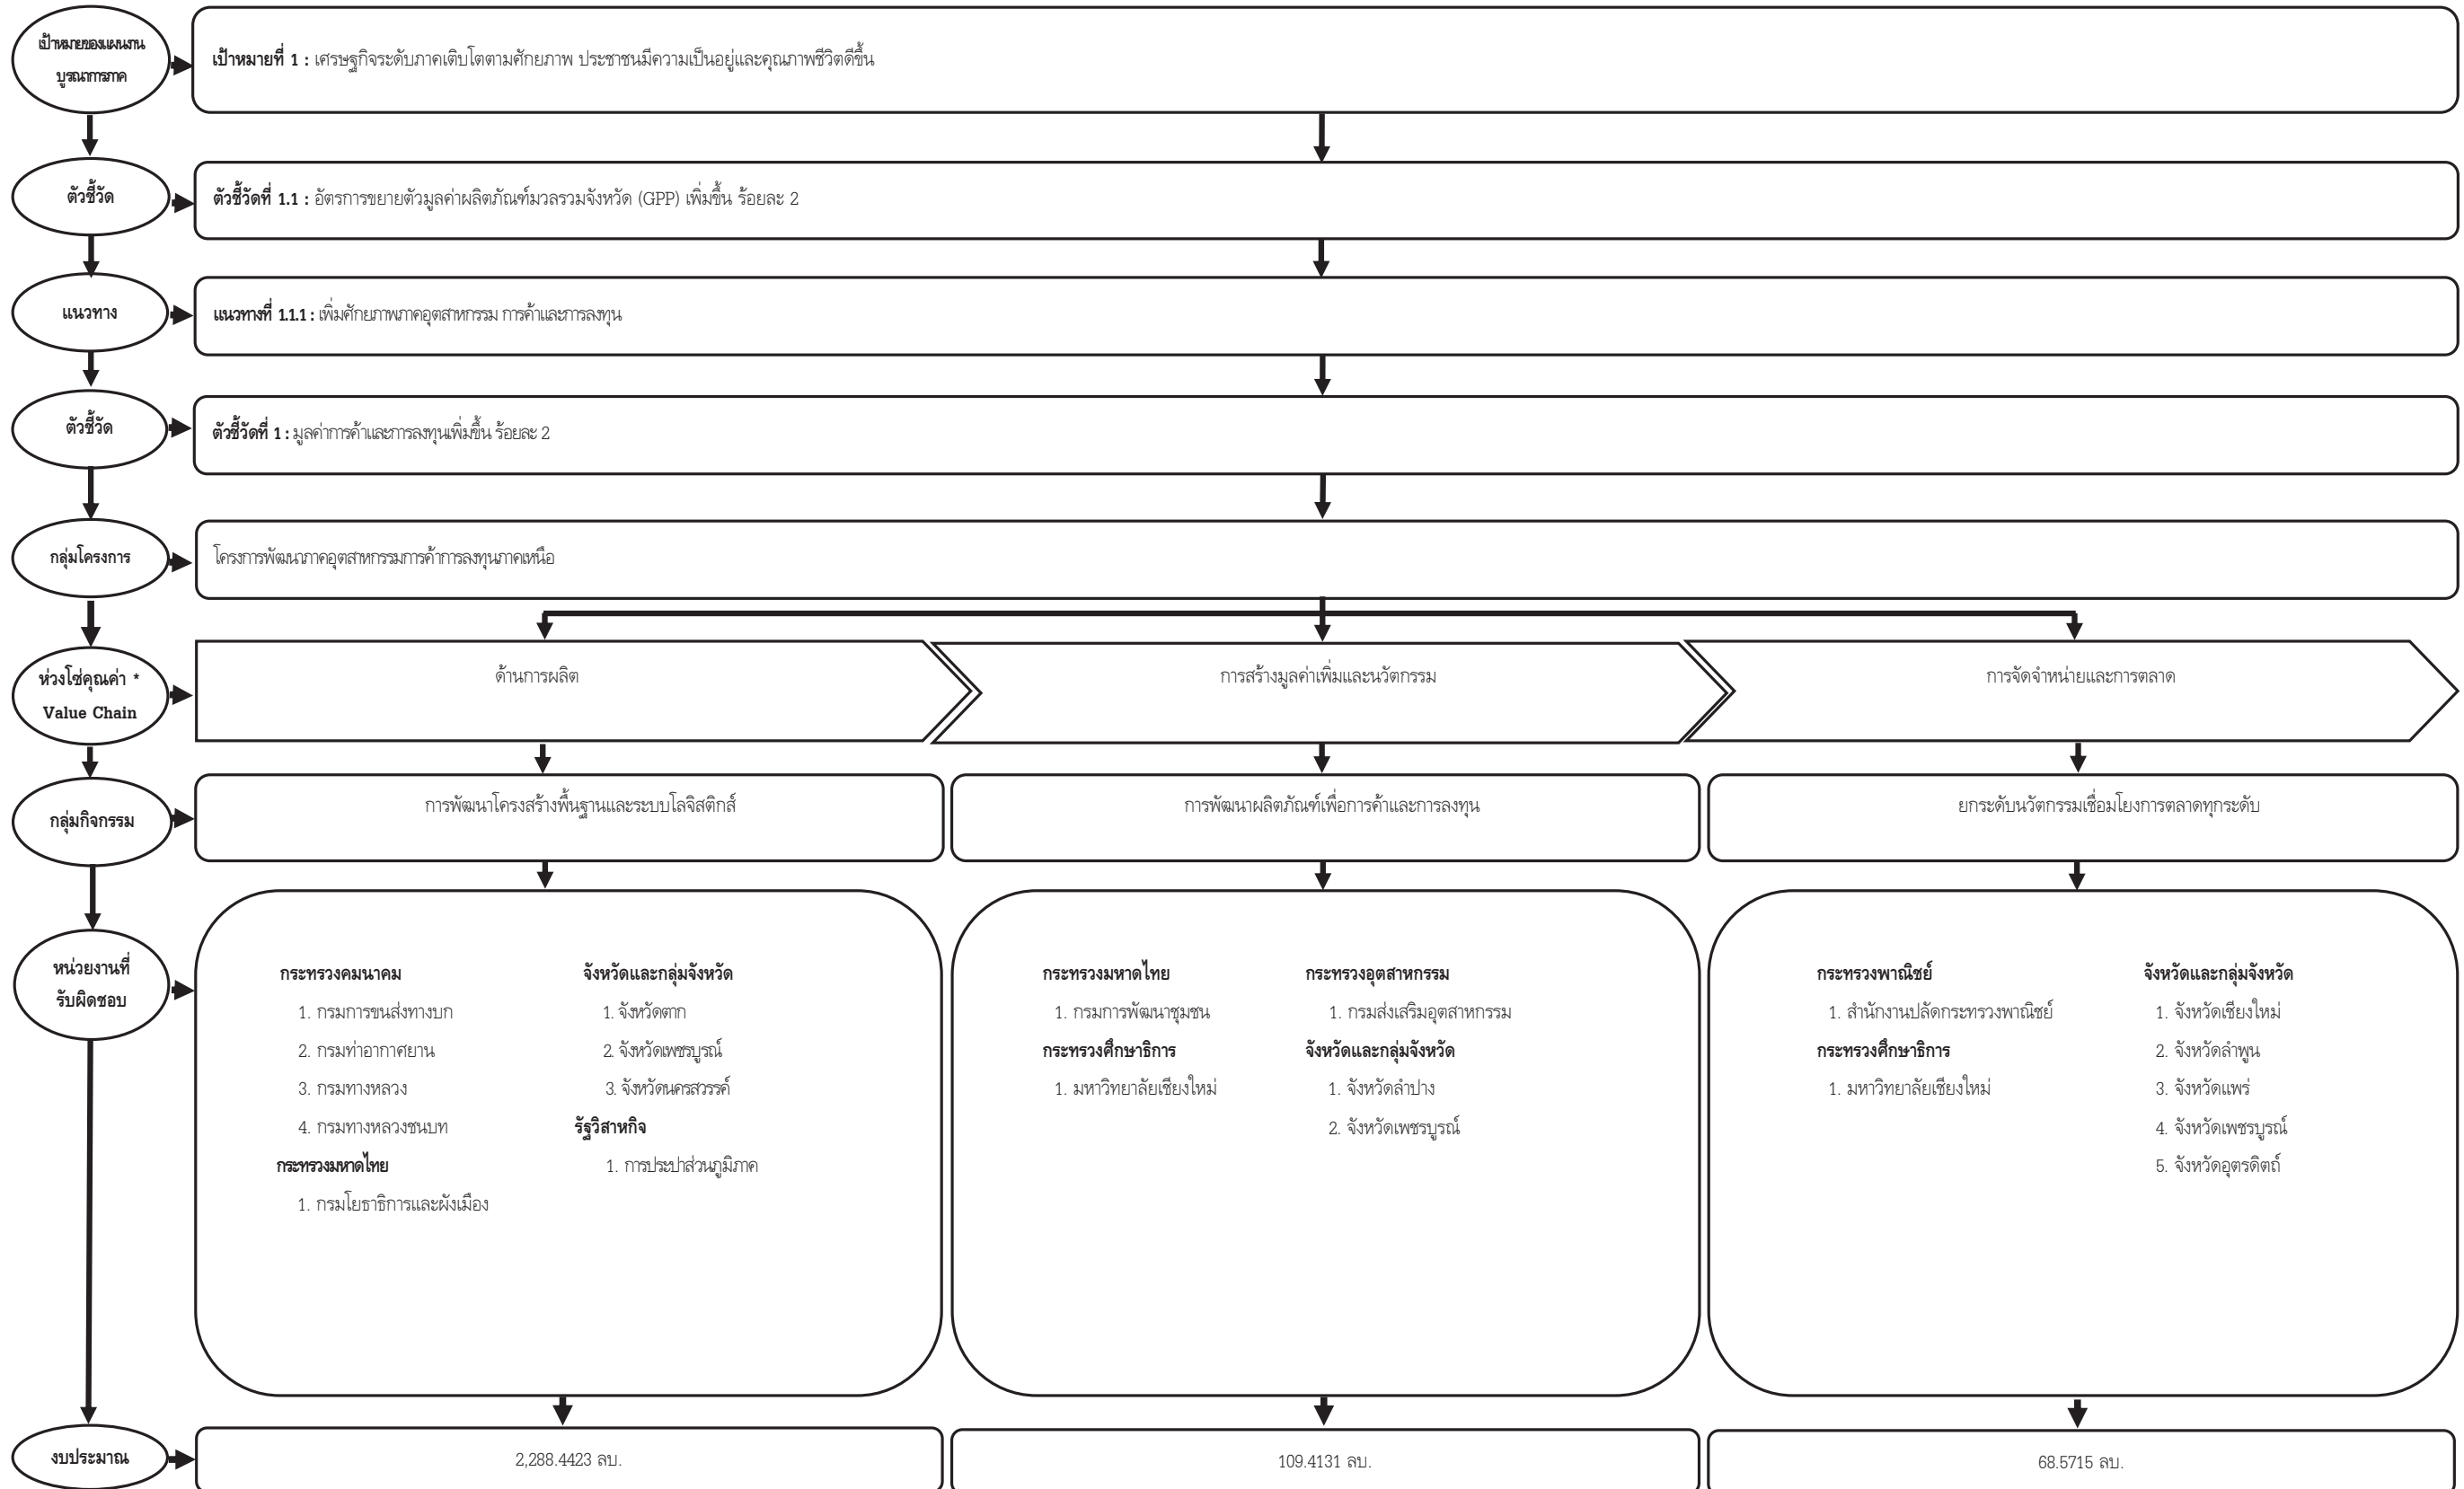 เป้าหมายของแผนงาน
บูรณาการภาค
เป้าหมายที่ 1 : เศรษฐกิจระดับภาคเติบโตตามศักยภาพ ประชาชนมีความเป็นอยู่และคุณภาพชีวิตดีขึ้น
ตัวชี้วัด
ตัวชี้วัดที่ 1.1 : อัตรการขยายตัวมูลค่าผลิตภัณฑ์มวลรวมจังหวัด (GPP) เพิ่มขึ้น ร้อยละ 2
แนวทาง
แนวทางที่ 1.1.1 : เพิ่มศักยภาพภาคอุตสาหกรรม การค้าและการลงทุน
ตัวชี้วัด
ตัวชี้วัดที่ 1 : มูลค่าการค้าและการลงทุนเพิ่มขึ้น ร้อยละ 2
กลุ่มโครงการ
โครงการพัฒนาภาคอุตสาหกรรมการค้าการลงทุนภาคเหนือ
ห่วงโซ่คุณค่า *
Value Chain
ด้านการผลิต
การสร้างมูลค่าเพิ่มและนวัตกรรม
การจัดจำหน่ายและการตลาด
กลุ่มกิจกรรม
การพัฒนาโครงสร้างพื้นฐานและระบบโลจิสติกส์
การพัฒนาผลิตภัณฑ์เพื่อการค้าและการลงทุน
ยกระดับนวัตกรรมเชื่อมโยงการตลาดทุกระดับ
หน่วยงานที่
รับผิดชอบ
กระทรวงคมนาคม
1. กรมการขนส่งทางบก
2. กรมท่าอากาศยาน
3. กรมทางหลวง
4. กรมทางหลวงชนบท
กระทรวงมหาดไทย
1. กรมโยธาธิการและผังเมือง
จังหวัดและกลุ่มจังหวัด
1. จังหวัดตาก
2. จังหวัดเพชรบูรณ์
3. จังหวัดนครสวรรค์
รัฐวิสาหกิจ
1. การประปาส่วนภูมิภาค
กระทรวงมหาดไทย
1. กรมการพัฒนาชุมชน
กระทรวงศึกษาธิการ
1. มหาวิทยาลัยเชียงใหม่
กระทรวงอุตสาหกรรม
1. กรมส่งเสริมอุตสาหกรรม
จังหวัดและกลุ่มจังหวัด
1. จังหวัดลำปาง
2. จังหวัดเพชรบูรณ์
กระทรวงพาณิชย์
1. สำนักงานปลัดกระทรวงพาณิชย์
กระทรวงศึกษาธิการ
1. มหาวิทยาลัยเชียงใหม่
จังหวัดและกลุ่มจังหวัด
1. จังหวัดเชียงใหม่
2. จังหวัดลำพูน
3. จังหวัดแพร่
4. จังหวัดเพชรบูรณ์
5. จังหวัดอุตรดิตถ์
งบประมาณ
2,288.4423 ลบ.
109.4131 ลบ.
68.5715 ลบ.